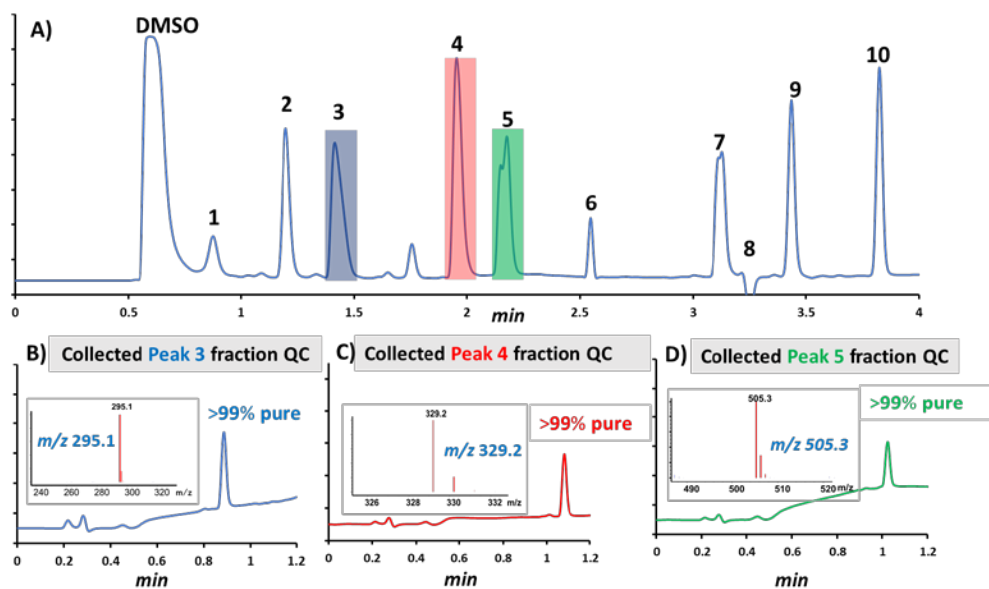 A)
DMSO
1
2
3
4
5
6
7
8
9
10
0 0.5 1 1.5 2 2.5 3 3.5 4
min
B) Collected Peak 3 fraction QC
295.1
>99% pure
m/z 295.1
240 260 280 300 320 m/z
0 0.2 0.4 0.6 0.8 1 1.2
min
C) Collected Peak 4 fraction QC
329.2
>99% pure
m/z 329.2
326 328 330 332 m/z
0 0.2 0.4 0.6 0.8 1 1.2
min
D) Collected Peak 5 fraction QC
505.3
>99% pure
m/z 505.3
490 500 510 520 m/z
0 0.2 0.4 0.6 0.8 1 1.2
min